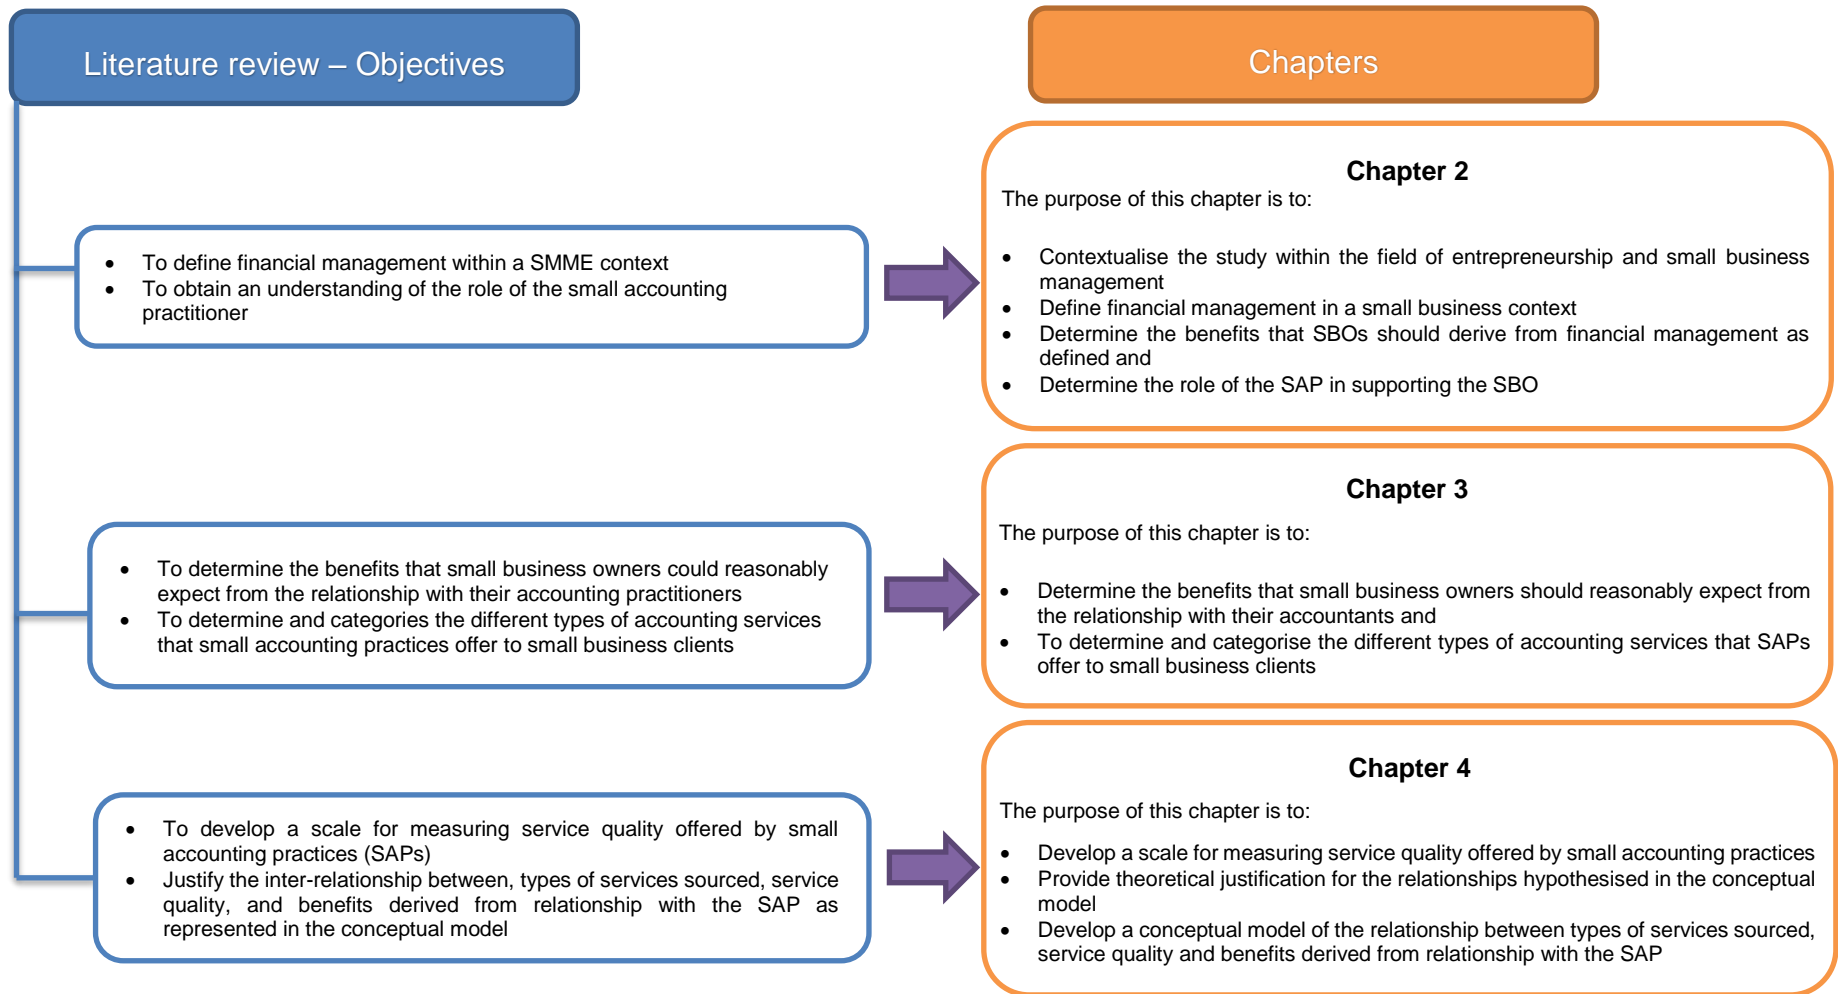 Literature review – Objectives
Chapters
• To define financial management within a SMME context
• To obtain an understanding of the role of the small accounting
practitioner
Chapter 2
The purpose of this chapter is to:
• Contextualise the study within the field of entrepreneurship and small business
management
• Define financial management in a small business context
• Determine the benefits that SBOs should derive from financial management as
defined and
• Determine the role of the SAP in supporting the SBO
• To determine the benefits that small business owners could reasonably
expect from the relationship with their accounting practitioners
• To determine and categories the different types of accounting services
that small accounting practices offer to small business clients
Chapter 3
The purpose of this chapter is to:
• Determine the benefits that small business owners should reasonably expect from
the relationship with their accountants and
• To determine and categorise the different types of accounting services that SAPs
offer to small business clients
• To develop a scale for measuring service quality offered by small
accounting practices (SAPs)
• Justify the inter-relationship between, types of services sourced, service
quality, and benefits derived from relationship with the SAP as
represented in the conceptual model
Chapter 4
The purpose of this chapter is to:
• Develop a scale for measuring service quality offered by small accounting practices
• Provide theoretical justification for the relationships hypothesised in the conceptual
model
• Develop a conceptual model of the relationship between types of services sourced,
service quality and benefits derived from relationship with the SAP